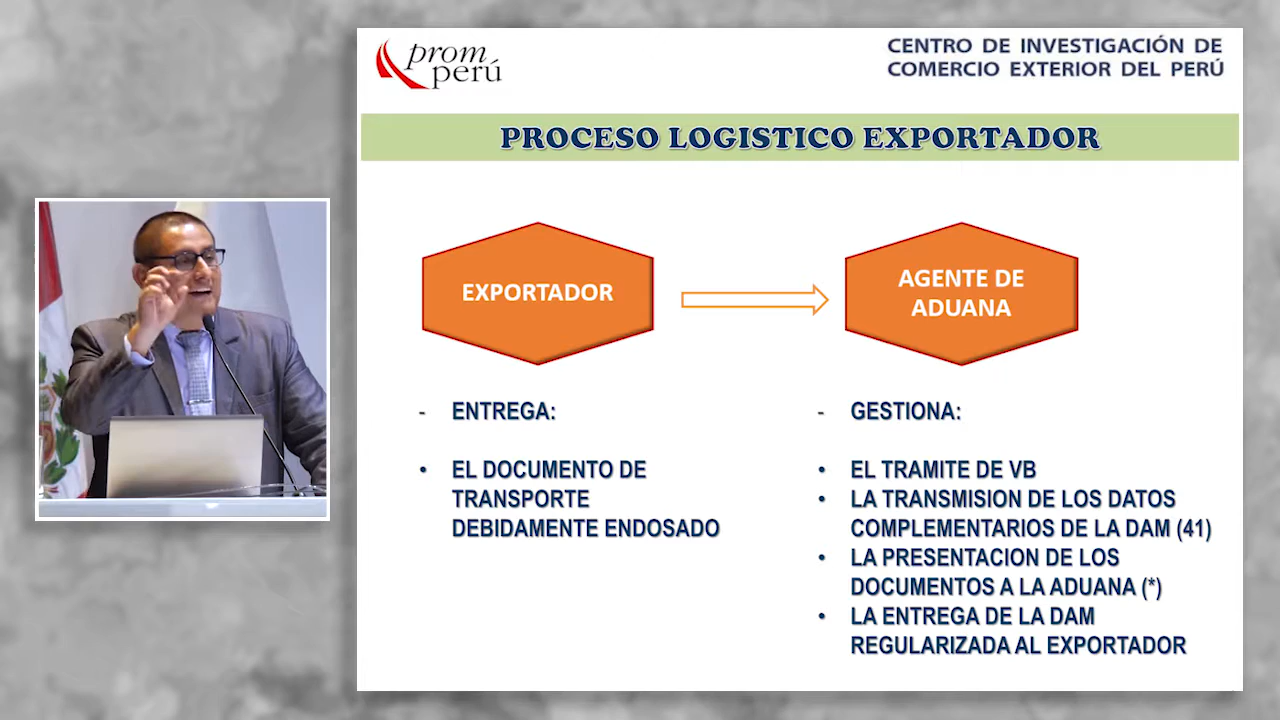 prom
perú
CENTRO DE INVESTIGACIÓN DE
COMERCIO EXTERIOR DEL PERÚ
PROCESO LOGISTICO EXPORTADOR
EXPORTADOR
AGENTE DE
ADUANA
- ENTREGA:
• EL DOCUMENTO DE
TRANSPORTE
DEBIDAMENTE ENDOSADO
- GESTIONA:
• EL TRAMITE DE VB
• LA TRANSMISION DE LOS DATOS
COMPLEMENTARIOS DE LA DAM (41)
• LA PRESENTACION DE LOS
DOCUMENTOS A LA ADUANA (*)
• LA ENTREGA DE LA DAM
REGULARIZADA AL EXPORTADOR